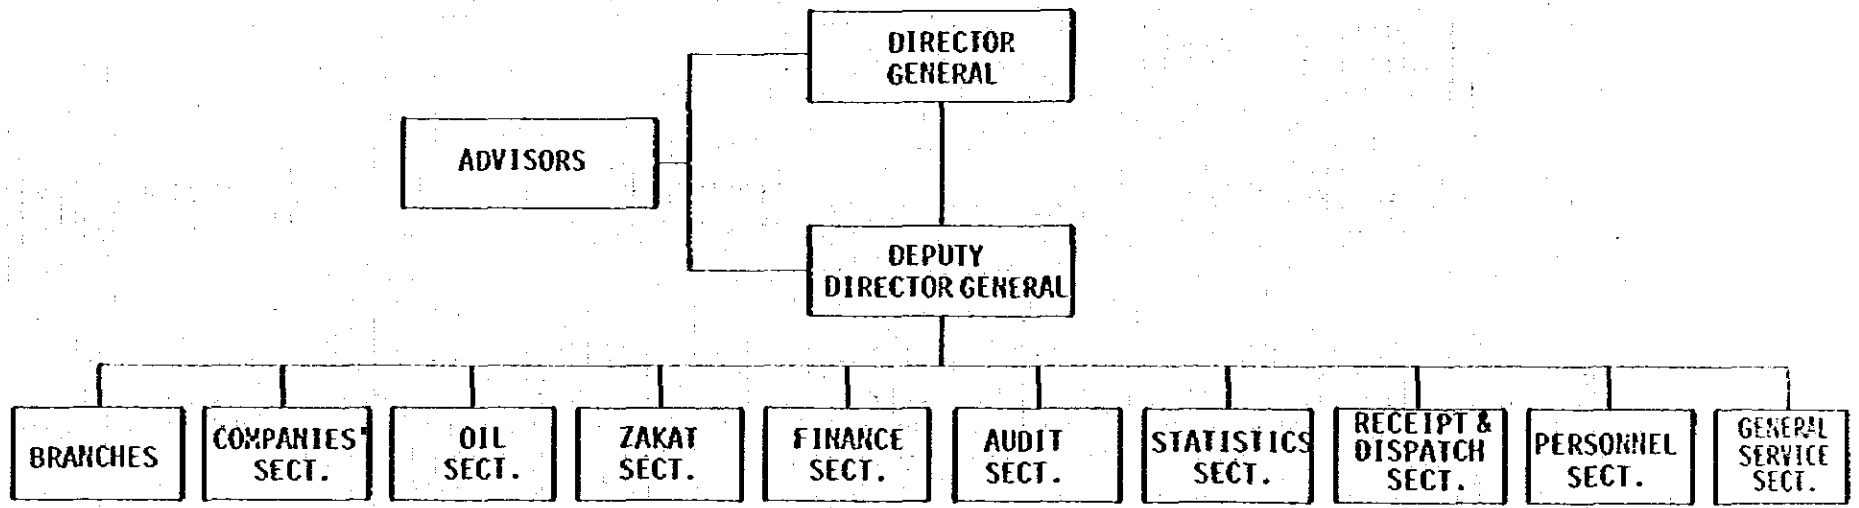 DIRECTOR
GENERAL
ADVISORS
DEPUTY
DIRECTOR GENERAL
BRANCHES
COMPANIES'
SECT.
OIL
SECT.
ZAKAT
SECT.
FINANCE
SECT.
AUDIT
SECT.
STATISTICS
SECT.
RECEIPT &
DISPATCH
SECT.
PERSONNEL
SECT.
GENERAL
SERVICE
SECT.